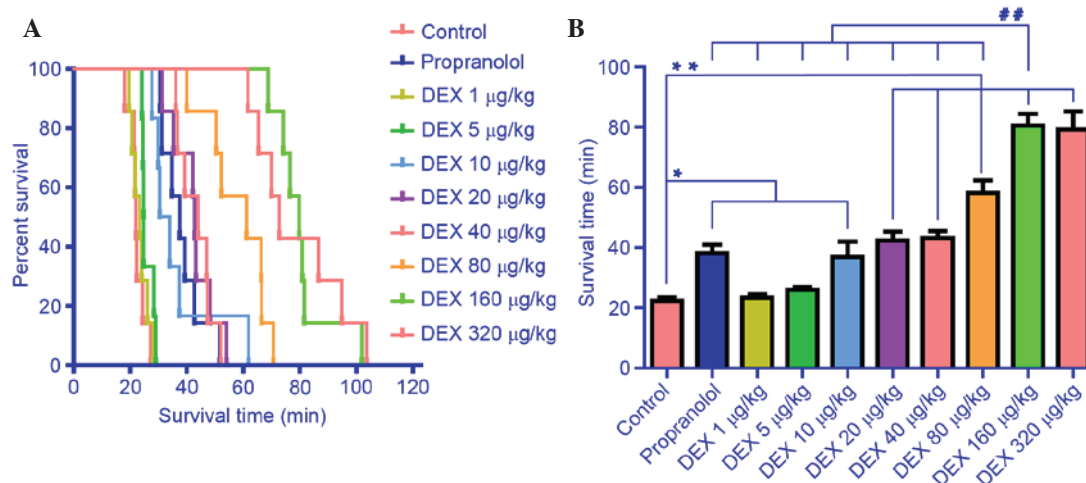 A
Percent survival
100
80
60
40
20
0
0 20 40 60 80 100 120
Survival time (min)
Control
Propranolol
DEX 1 μg/kg
DEX 5 μg/kg
DEX 10 μg/kg
DEX 20 μg/kg
DEX 40 μg/kg
DEX 80 μg/kg
DEX 160 μg/kg
DEX 320 μg/kg
B
##
**
*
Survival time (min)
100
80
60
40
20
0
Control
Propranolol
DEX 1 μg/kg
DEX 5 μg/kg
DEX 10 μg/kg
DEX 20 μg/kg
DEX 40 μg/kg
DEX 80 μg/kg
DEX 160 μg/kg
DEX 320 μg/kg